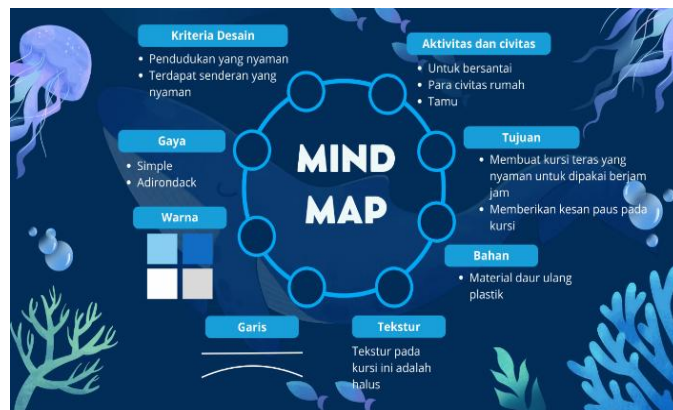 Kriteria Desain
Pendudukan yang nyaman
Terdapat senderan yang
nyaman
Aktivitas dan civitas
Untuk bersantai
Para civitas rumah
Tamu
Gaya
Simple
Adirondack
MIND
MAP
Tujuan
Membuat kursi teras yang
nyaman untuk dipakai berjam
jam
Memberikan kesan paus pada
kursi
Warna
Bahan
Material daur ulang
plastik
Garis
Tekstur
Tekstur pada
kursi ini adalah
halus